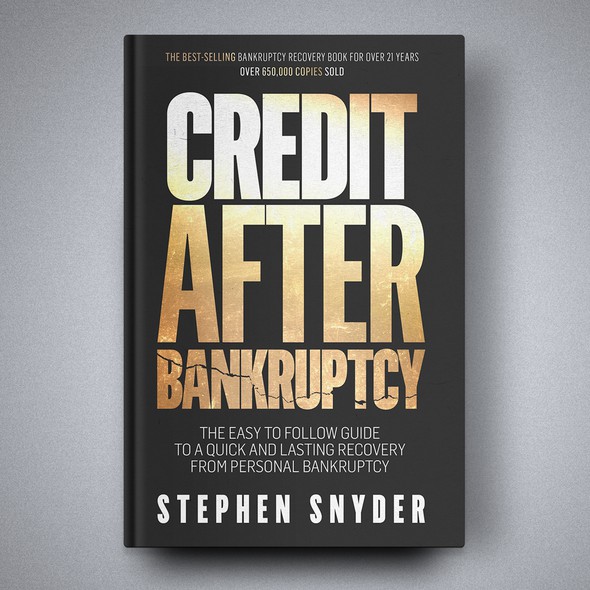 THE BEST-SELLING BANKRUPTCY RECOVERY BOOK FOR OVER 21 YEARS
OVER 650,000 COPIES SOLD
CREDIT
AFTER
BANKRUPTCY
THE EASY TO FOLLOW GUIDE
TO A QUICK AND LASTING RECOVERY
FROM PERSONAL BANKRUPTCY
STEPHEN SNYDER